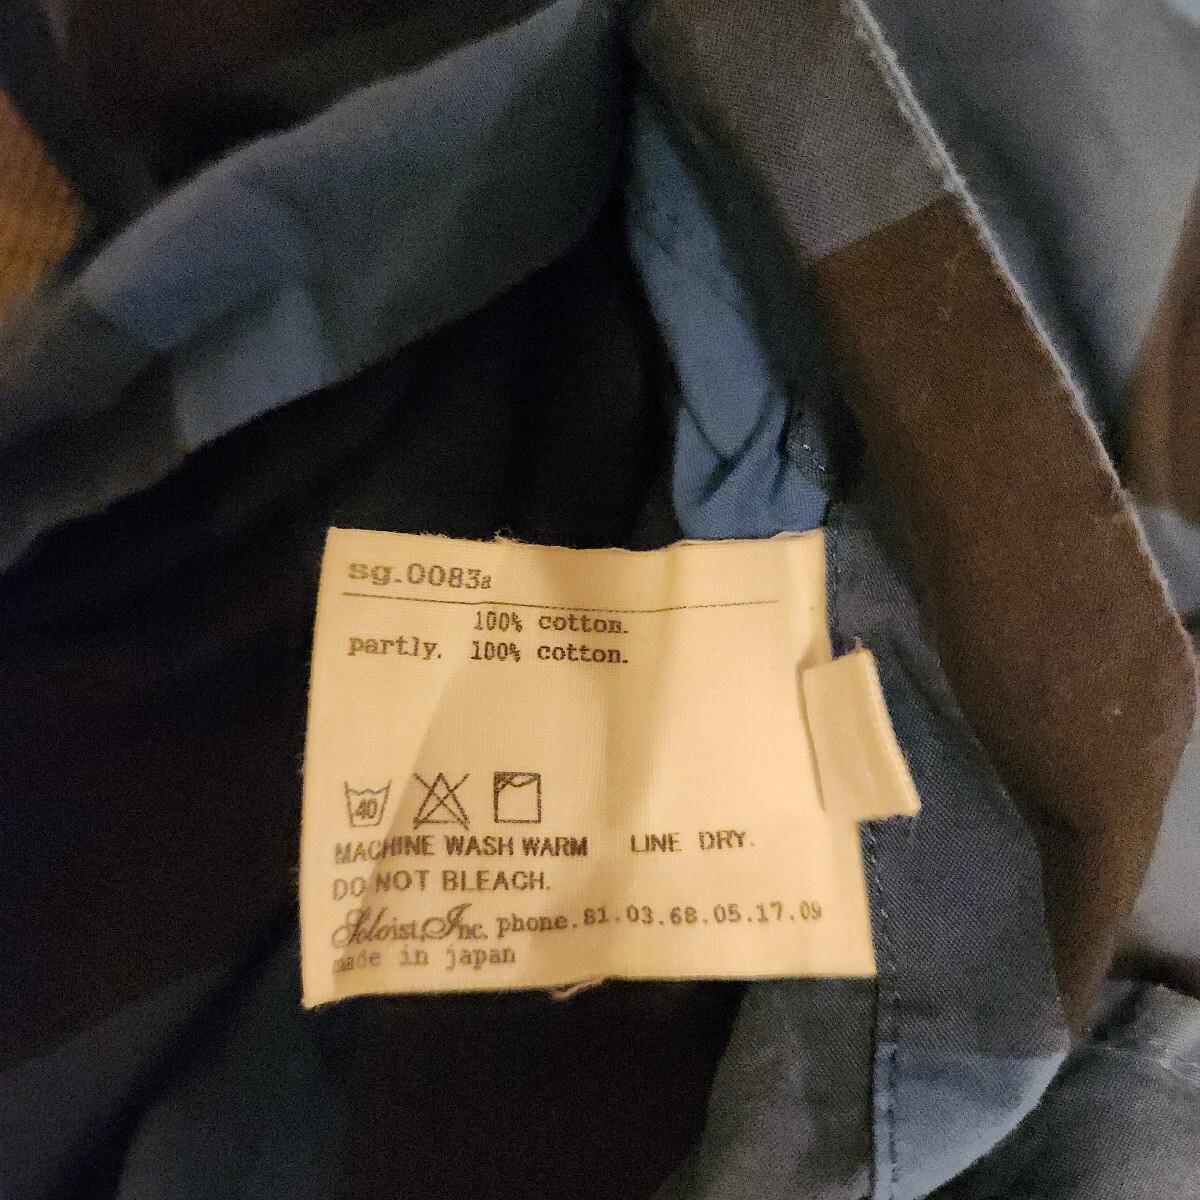 sg.0083a
100% cotton.
partly. 100% cotton.
40
MACHINE WASH WARM LINE DRY.
DO NOT BLEACH.
Soloist, Inc. phone.81.03.68.05.17.09
made in japan